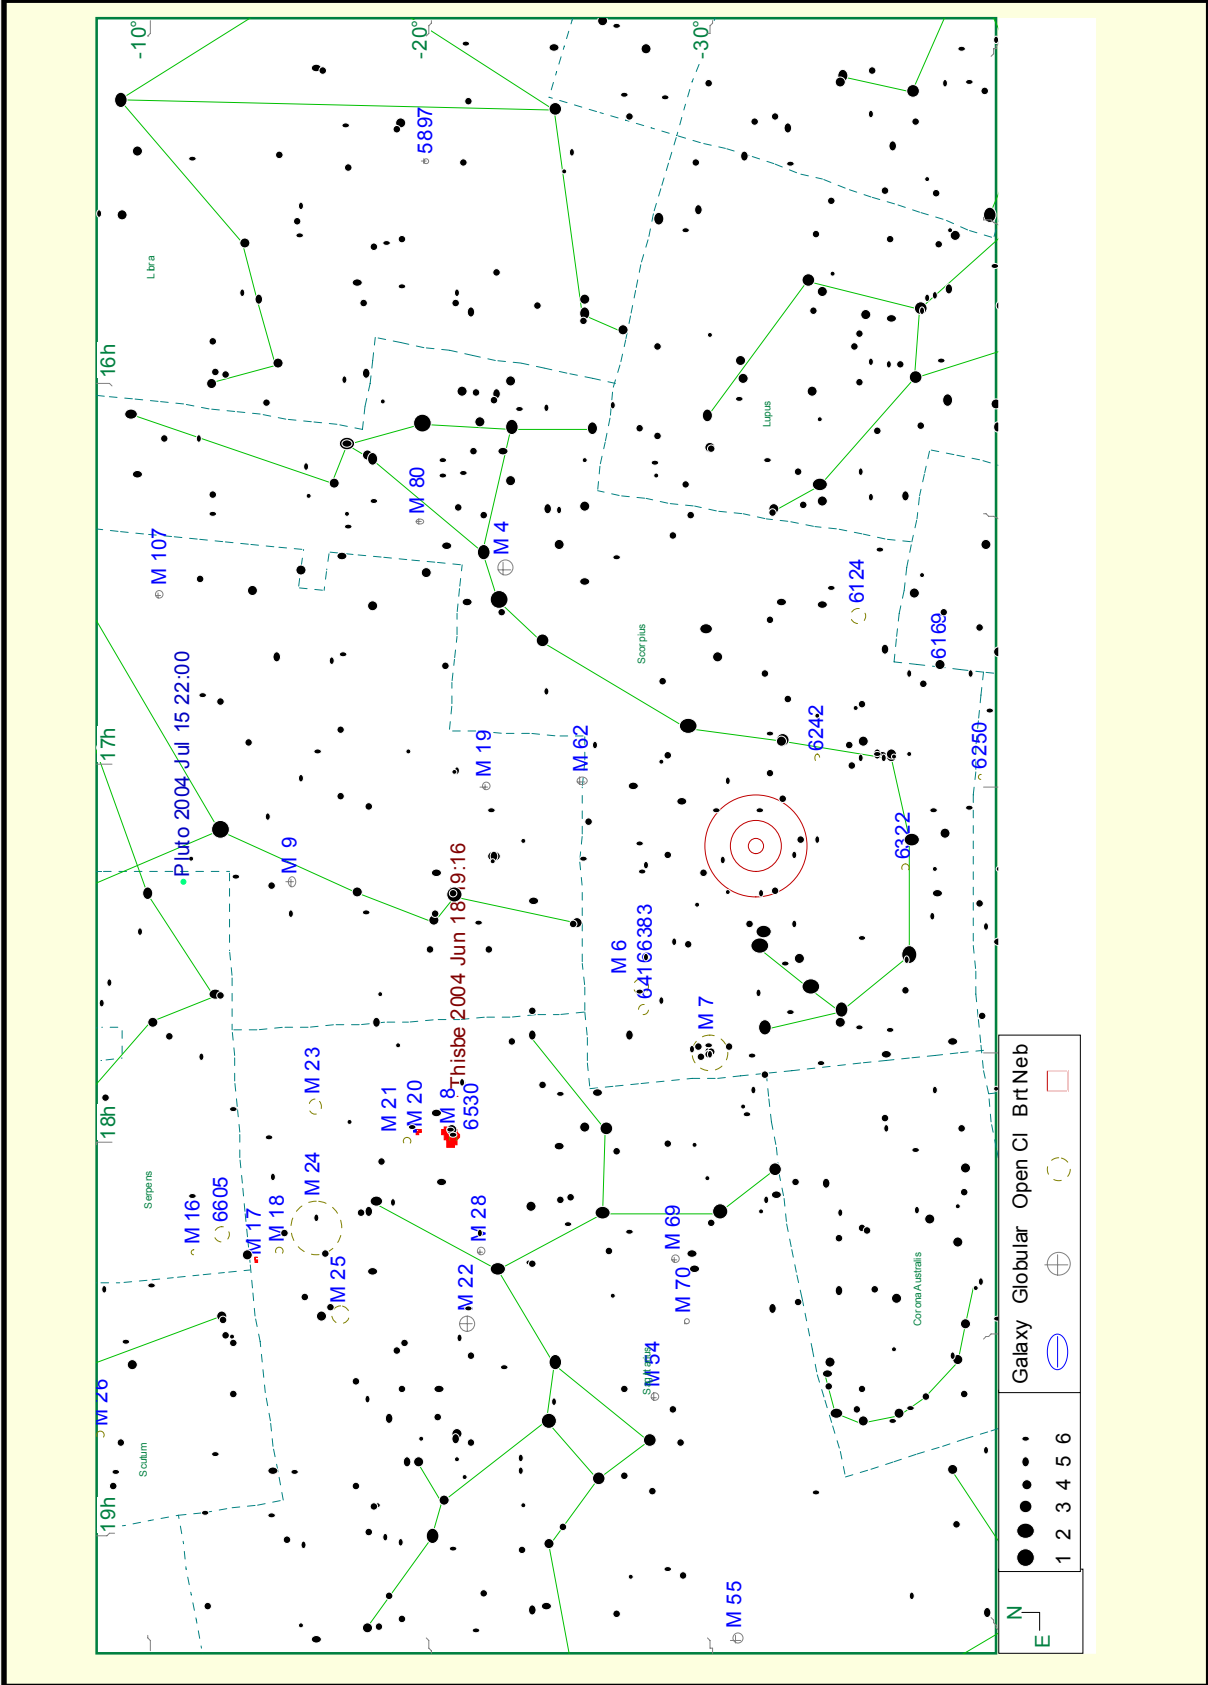 -10°
-20°
-30°
5897
Libra
16h
Lupus
M 80
M 4
M 107
6124
Scorpius
6169
Pluto 2004 Jul 15 22:00
17h
M 19
M 62
6242
6250
M 9
6322
Thisbe 2004 Jun 18 19:16
M 6
6416
6383
M 7
M 23
M 21
M 20
M 8
6530
18h
Serpens
M 16
6605
M 17
M 18
M 24
M 25
M 28
M 22
M 69
M 70
Corona Australis
M 54
Sagittarius
M 26
Scutum
19h
M 55
Galaxy Globular Open Cl Brt Neb
1 2 3 4 5 6
N
E